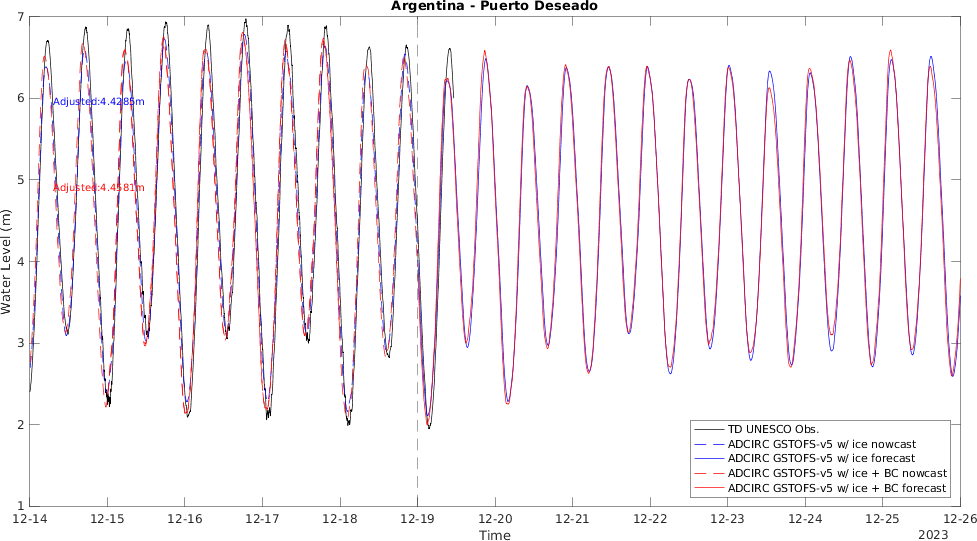 Argentina - Puerto Deseado
7
6
5
4
3
2
1
Water Level (m)
Adjusted:4.4285m
Adjusted:4.4581m
TD UNESCO Obs.
ADCIRC GSTOFS-v5 w/ ice nowcast
ADCIRC GSTOFS-v5 w/ ice forecast
ADCIRC GSTOFS-v5 w/ ice + BC nowcast
ADCIRC GSTOFS-v5 w/ ice + BC forecast
12-14 12-15 12-16 12-17 12-18 12-19 12-20 12-21 12-22 12-23 12-24 12-25 12-26
Time
2023